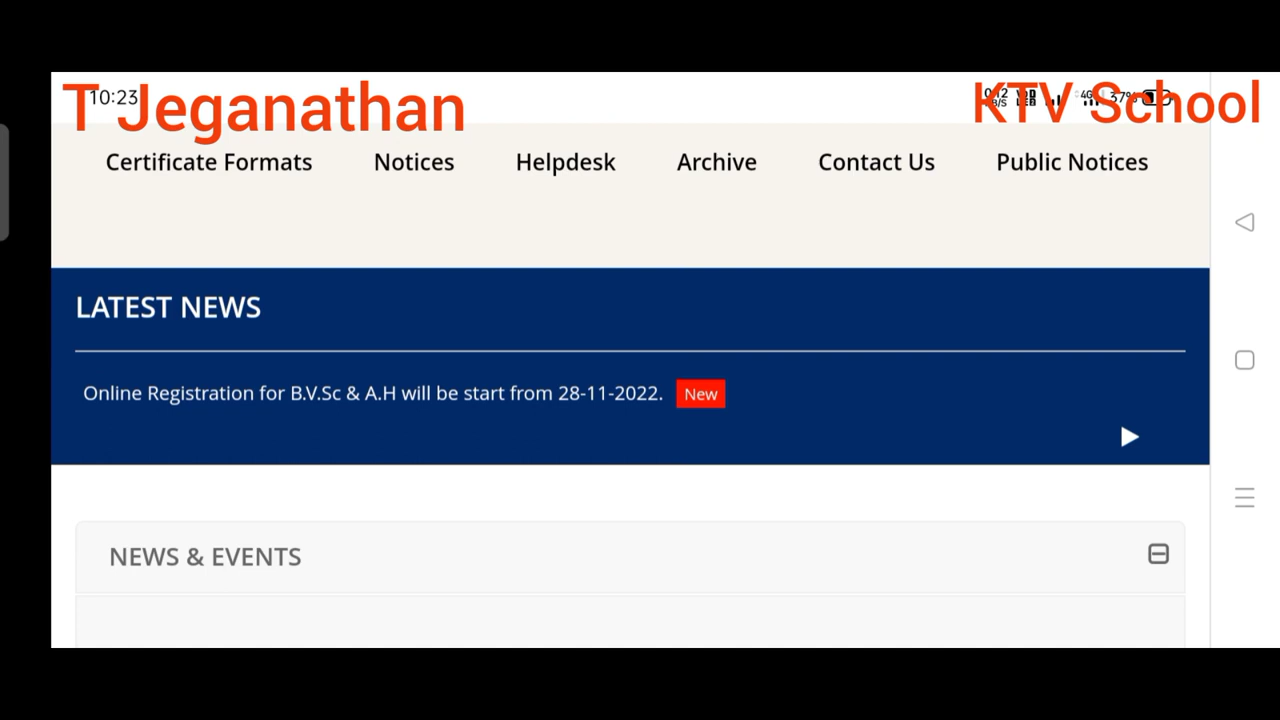 T Jeganathan
KTV School
10:23
37%
Certificate Formats Notices Helpdesk Archive Contact Us Public Notices
LATEST NEWS
Online Registration for B.V.Sc & A.H will be start from 28-11-2022. New
NEWS & EVENTS